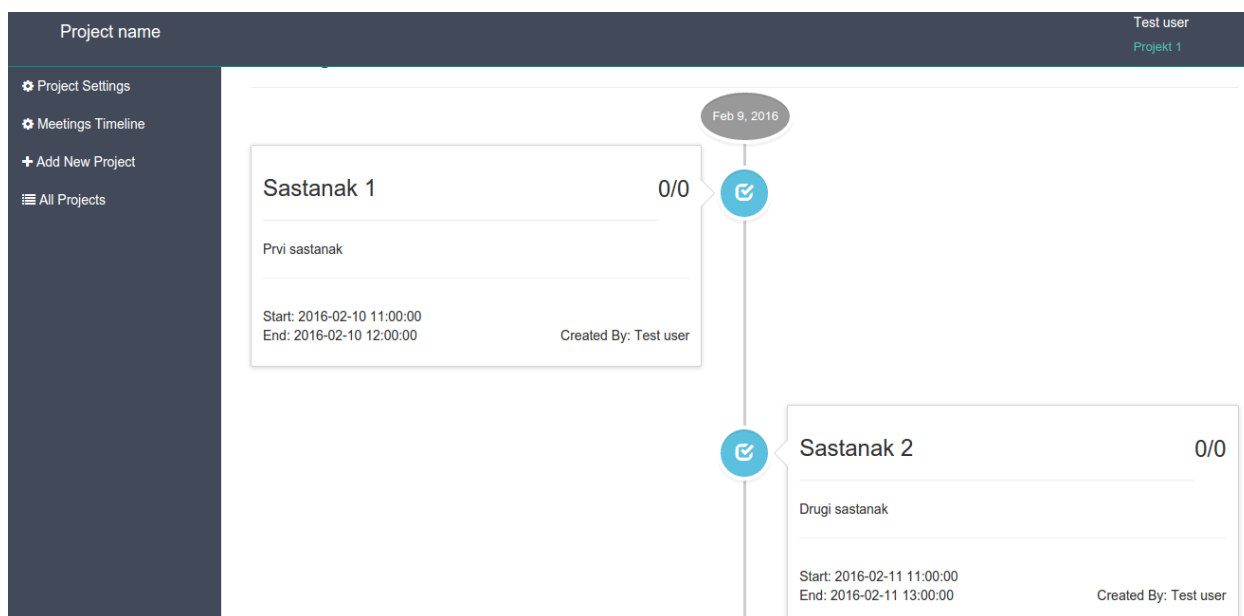 Project name
Test user
Projekt 1
Project Settings
Meetings Timeline
Add New Project
All Projects
Feb 9, 2016
Sastanak 1 0/0
Prvi sastanak
Start: 2016-02-10 11:00:00
End: 2016-02-10 12:00:00 Created By: Test user
Sastanak 2 0/0
Drugi sastanak
Start: 2016-02-11 11:00:00
End: 2016-02-11 13:00:00 Created By: Test user